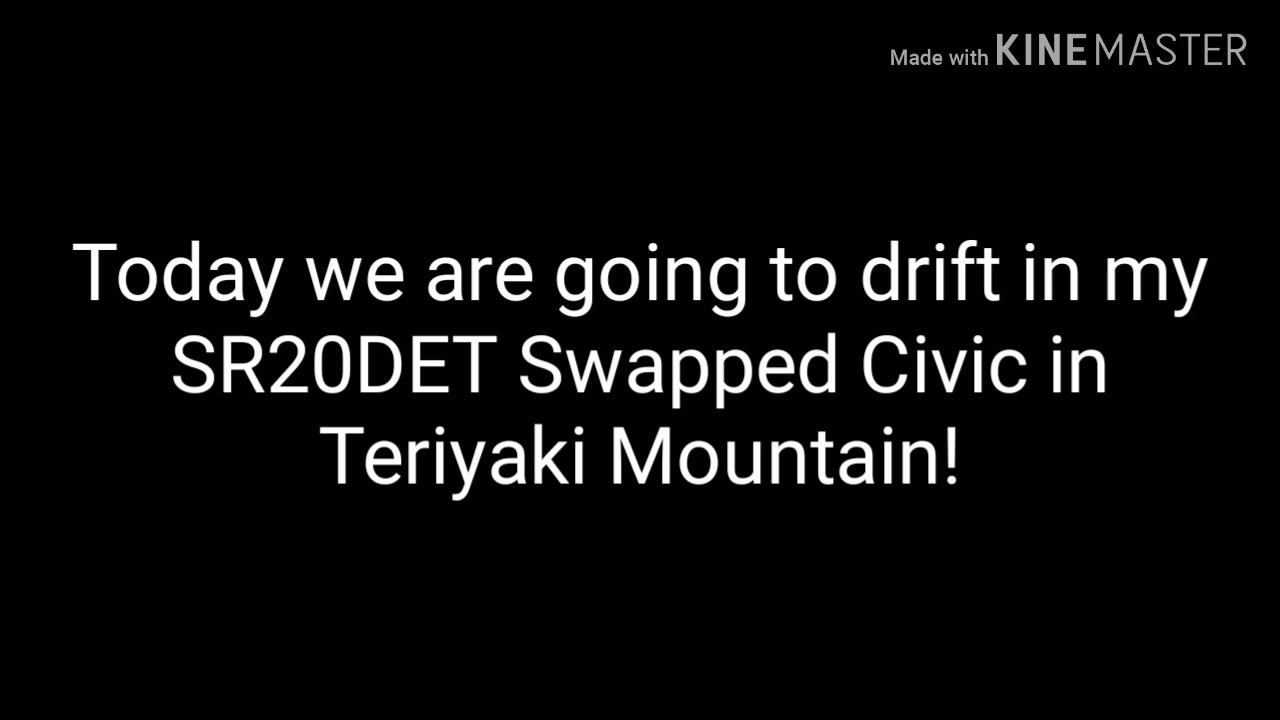 Made with KINEMASTER
Today we are going to drift in my
SR20DET Swapped Civic in
Teriyaki Mountain!